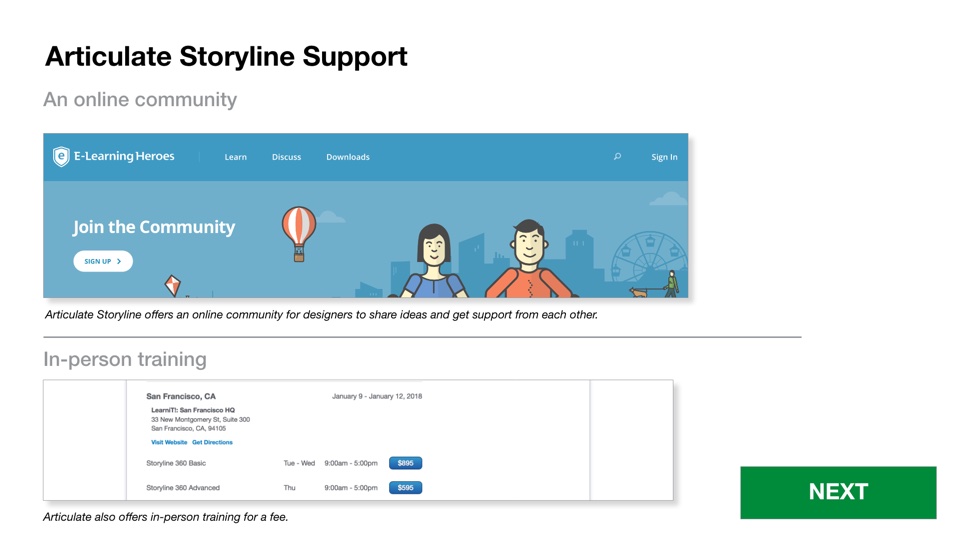 Articulate Storyline Support
An online community
e E-Learning Heroes Learn Discuss Downloads Sign In
Join the Community
SIGN UP >
Articulate Storyline offers an online community for designers to share ideas and get support from each other.
In-person training
San Francisco, CA January 9 - January 12, 2018
LearniT!: San Francisco HQ
33 New Montgomery St, Suite 300
San Francisco, CA, 94105
Visit Website Get Directions
Storyline 360 Basic Tue - Wed 9:00am - 5:00pm $895
Storyline 360 Advanced Thu 9:00am - 5:00pm $595
Articulate also offers in-person training for a fee.
NEXT